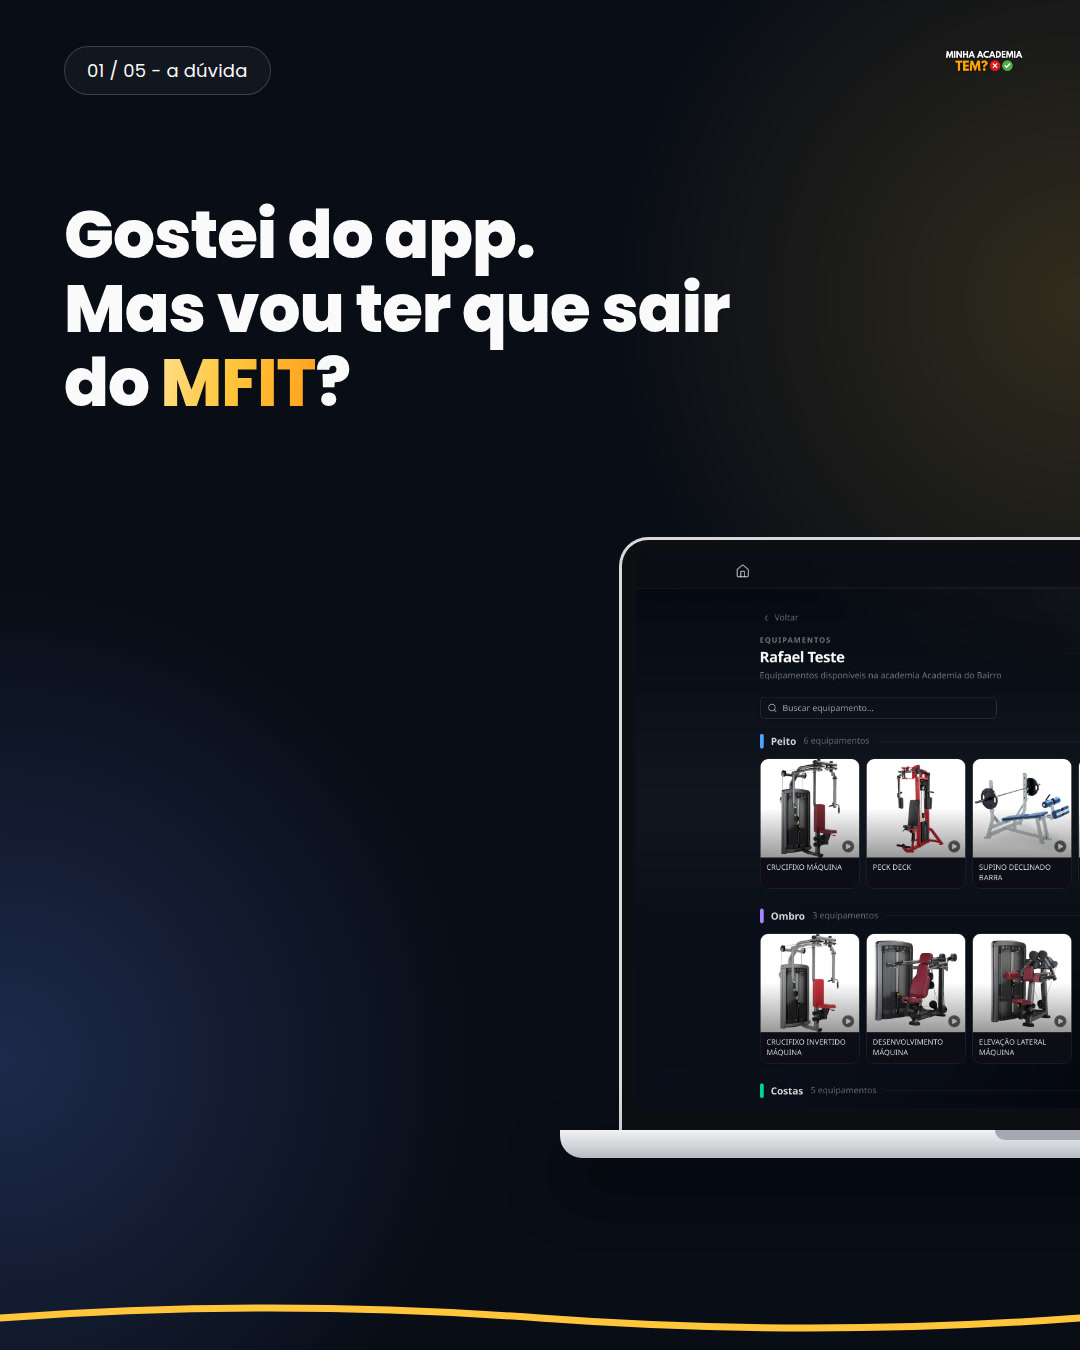 01 / 05 - a dúvida
MINHA ACADEMIA
TEM?
Gostei do app.
Mas vou ter que sair
do MFIT?
Voltar
EQUIPAMENTOS
Rafael Teste
Equipamentos disponíveis na academia Academia do Bairro
Buscar equipamento...
Peito 6 equipamentos
CRUCIFIXO MÁQUINA
PECK DECK
SUPINO DECLINADO
BARRA
Ombro 3 equipamentos
CRUCIFIXO INVERTIDO
MÁQUINA
DESENVOLVIMENTO
MÁQUINA
ELEVAÇÃO LATERAL
MÁQUINA
Costas 5 equipamentos